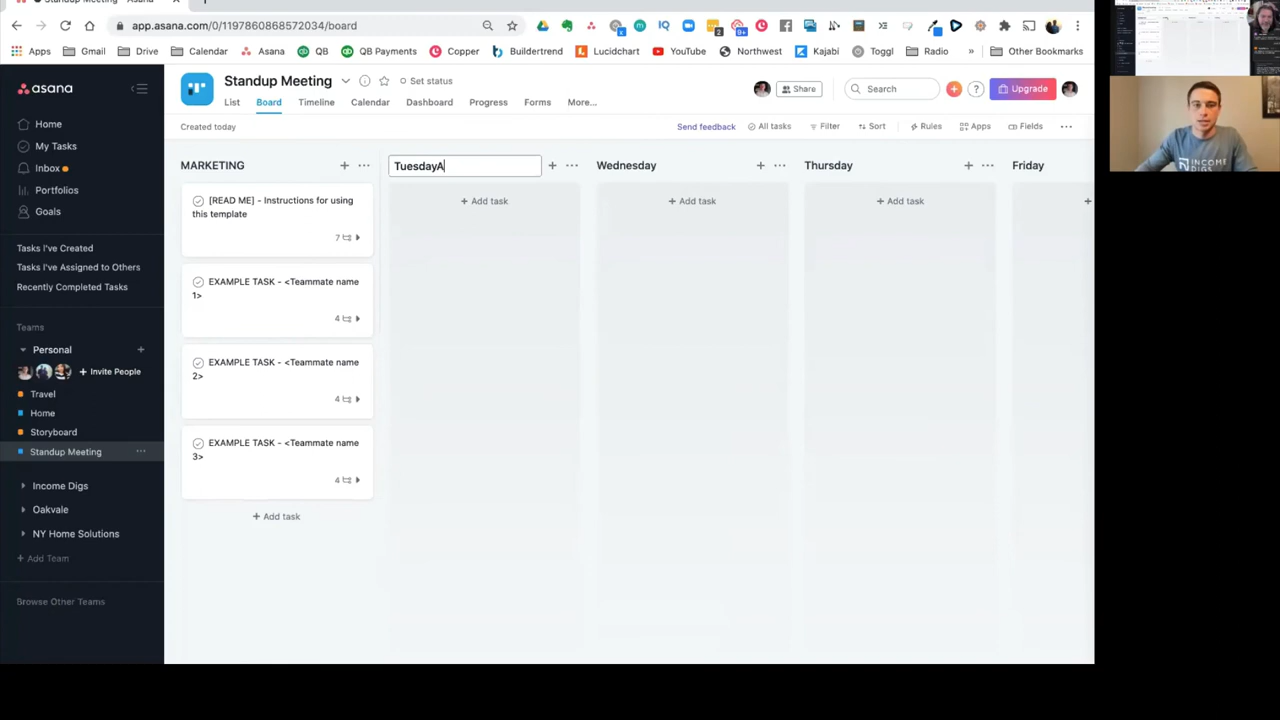 Standup Meeting - Asana
app.asana.com/0/1197860868572034/board
Apps Gmail Drive Calendar Asana QB QB Payments Copper Buildertrend Lucidchart YouTube Northwest Kajabi Town Radio Other Bookmarks
asana
Home
My Tasks
Inbox
Portfolios
Goals
Tasks I've Created
Tasks I've Assigned to Others
Recently Completed Tasks
Teams
Personal
Invite People
Travel
Home
Storyboard
Standup Meeting
Income Digs
Oakvale
NY Home Solutions
+ Add Team
Browse Other Teams
Standup Meeting
Set status
List Board Timeline Calendar Dashboard Progress Forms More...
Share
Search
?
Upgrade
Created today
Send feedback
All tasks
Filter
Sort
Rules
Apps
Fields
MARKETING
[READ ME] - Instructions for using
this template
7
EXAMPLE TASK - <Teammate name
1>
4
EXAMPLE TASK - <Teammate name
2>
4
EXAMPLE TASK - <Teammate name
3>
4
+ Add task
TuesdayA
+ Add task
Wednesday
+ Add task
Thursday
+ Add task
Friday
INCOME
DIGS